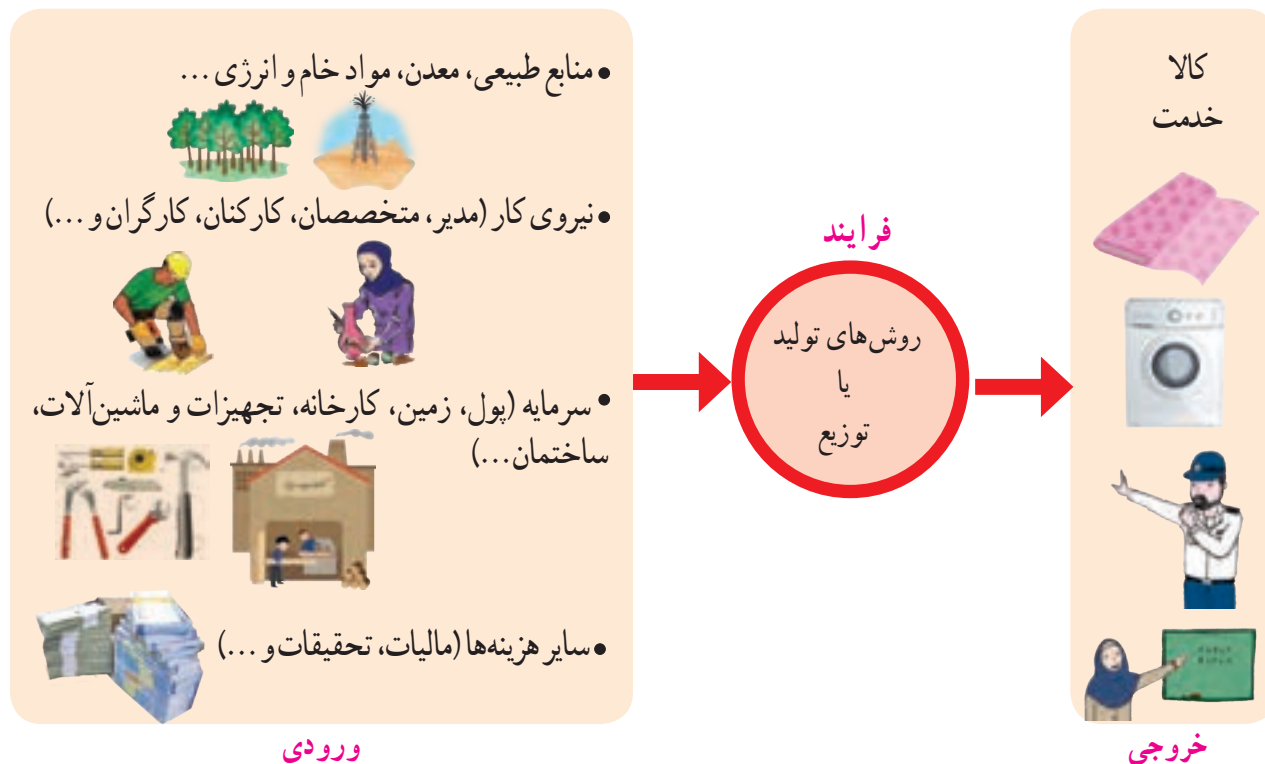 • منابع طبیعی، معدن، مواد خام و انرژی ...
• نیروی کار (مدیر، متخصصان، کارکنان، کارگران و ...)
• سرمایه (پول، زمین، کارخانه، تجهیزات و ماشین‌آلات،
ساختمان...)
• سایر هزینه‌ها (مالیات، تحقیقات و ...)
ورودی
فرایند
روش‌های تولید
یا
توزیع
کالا
خدمت
خروجی